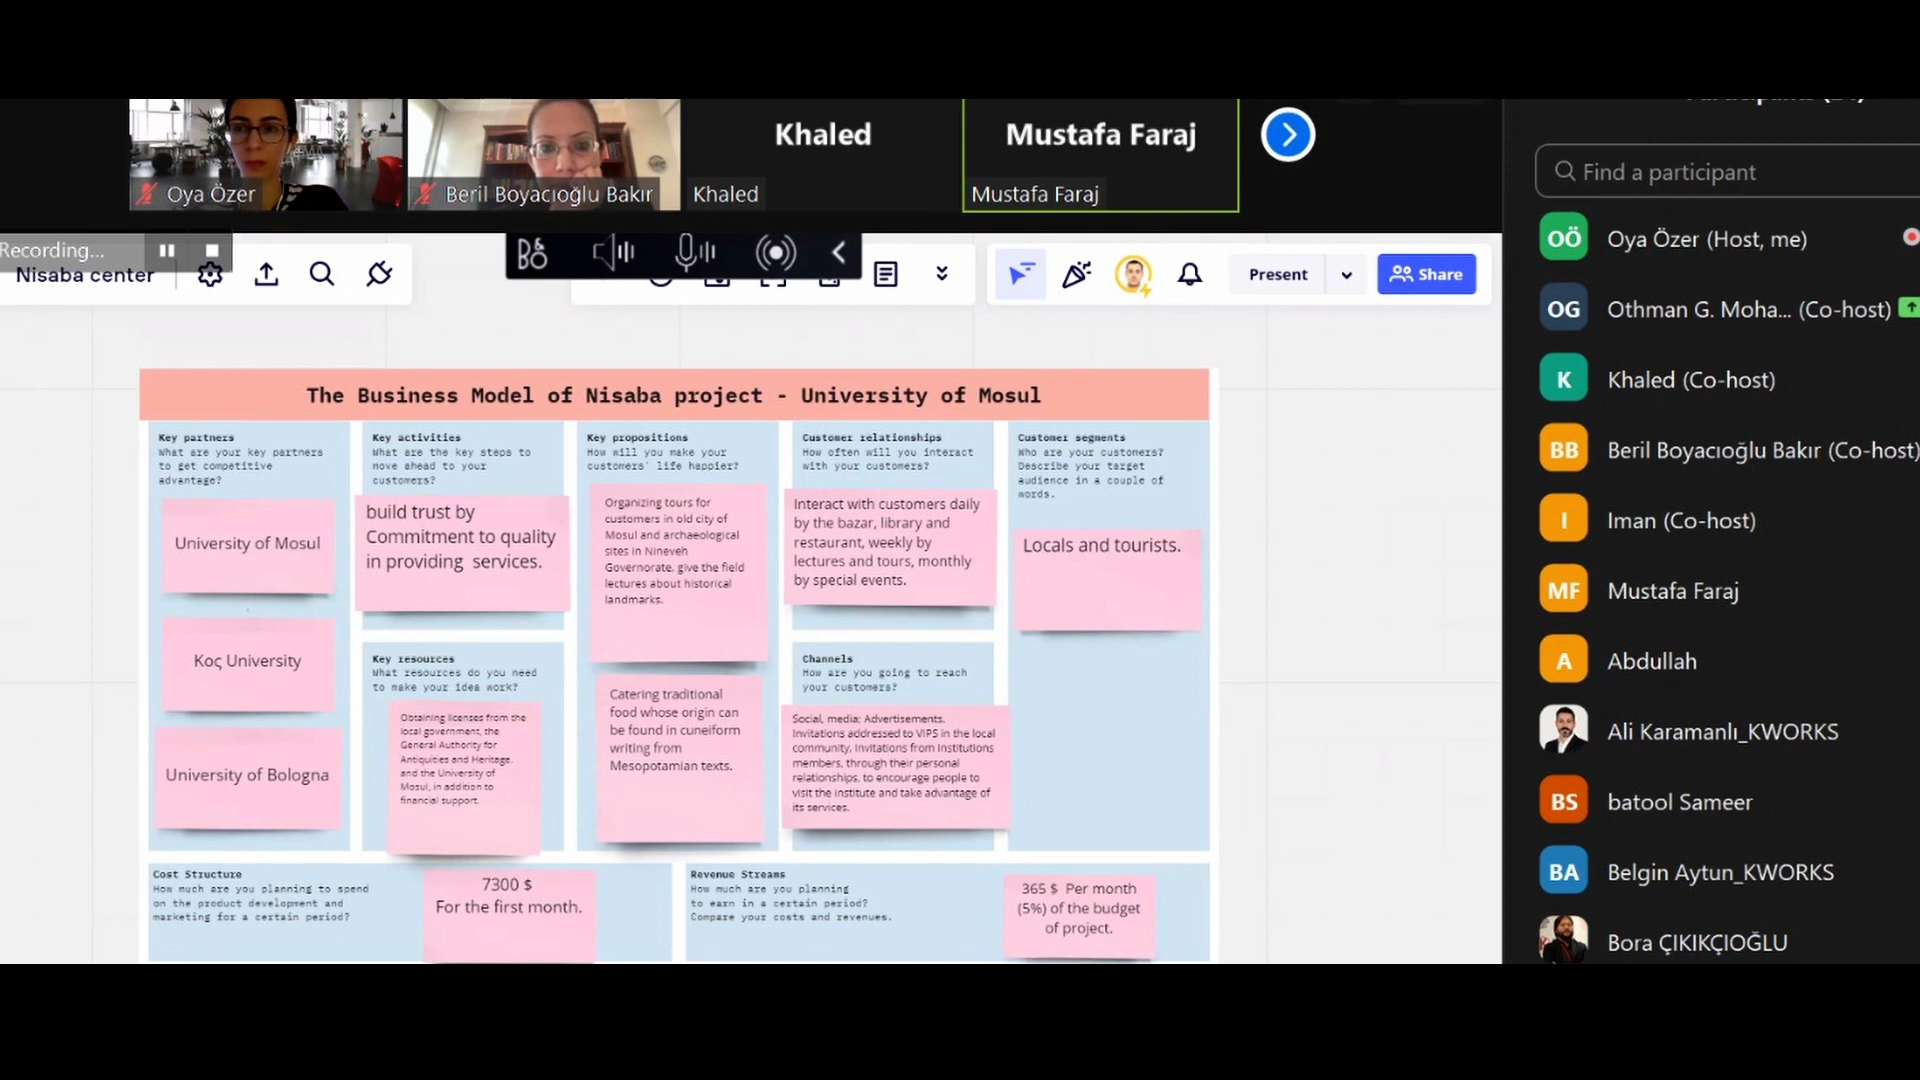 Khaled
Mustafa Faraj
Oya Özer
Beril Boyacıoğlu Bakır
Khaled
Mustafa Faraj
Recording...
Nisaba center
Present
Share
The Business Model of Nisaba project - University of Mosul
Key partners
What are your key partners
to get competitive
advantage?
University of Mosul
Koç University
University of Bologna
Key activities
What are the key steps to
move ahead to your
customers?
build trust by
Commitment to quality
in providing services.
Key resources
What resources do you need
to make your idea work?
Obtaining licenses from the
local government, the
General Authority for
Antiquities and Heritage,
and the University of
Mosul, in addition to
financial support.
Key propositions
How will you make your
customers' life happier?
Organizing tours for
customers in old city of
Mosul and archaeological
sites in Nineveh
Governorate, give the field
lectures about historical
landmarks.
Catering traditional
food whose origin can
be found in cuneiform
writing from
Mesopotamian texts.
Customer relationships
How often will you interact
with your customers?
Interact with customers daily
by the bazar, library and
restaurant, weekly by
lectures and tours, monthly
by special events.
Channels
How are you going to reach
your customers?
Social, media; Advertisements.
Invitations addressed to VIPS in the local
community. Invitations from Institutions
members, through their personal
relationships, to encourage people to
visit the institute and take advantage of
its services.
Customer segments
Who are your customers?
Describe your target
audience in a couple of
words.
Locals and tourists.
Cost Structure
How much are you planning to spend
on the product development and
marketing for a certain period?
7300 $
For the first month.
Revenue Streams
How much are you planning
to earn in a certain period?
Compare your costs and revenues.
365 $ Per month
(5%) of the budget
of project.
Find a participant
OÖ Oya Özer (Host, me)
OG Othman G. Moha... (Co-host)
K Khaled (Co-host)
BB Beril Boyacıoğlu Bakır (Co-host)
I Iman (Co-host)
MF Mustafa Faraj
A Abdullah
Ali Karamanlı_KWORKS
BS batool Sameer
BA Belgin Aytun_KWORKS
Bora ÇIKIKÇIOĞLU